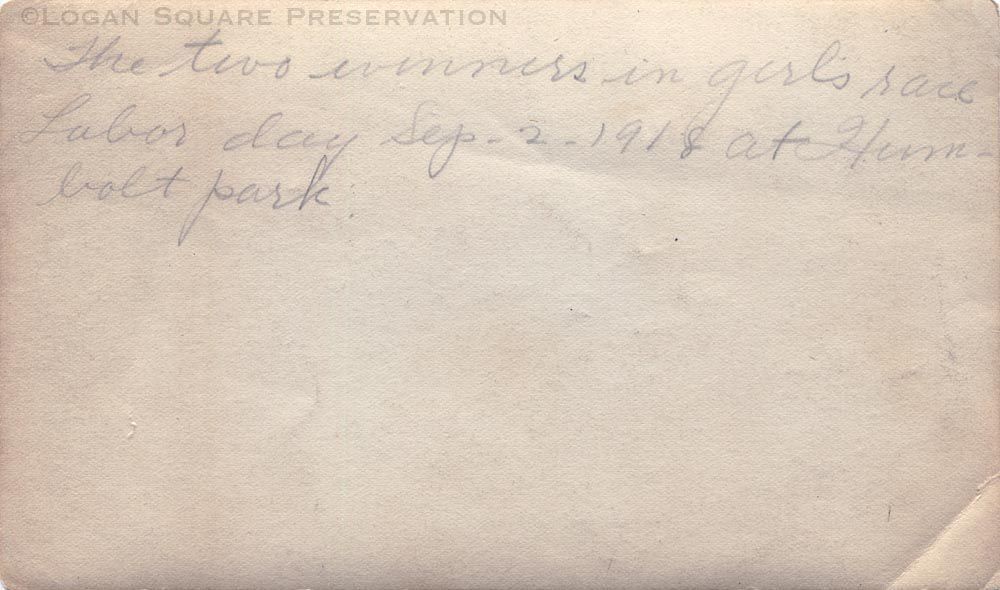 ©Logan Square Preservation
The two winners in girls race
Labor day Sep-2-1918 at Hum-
bolt park.